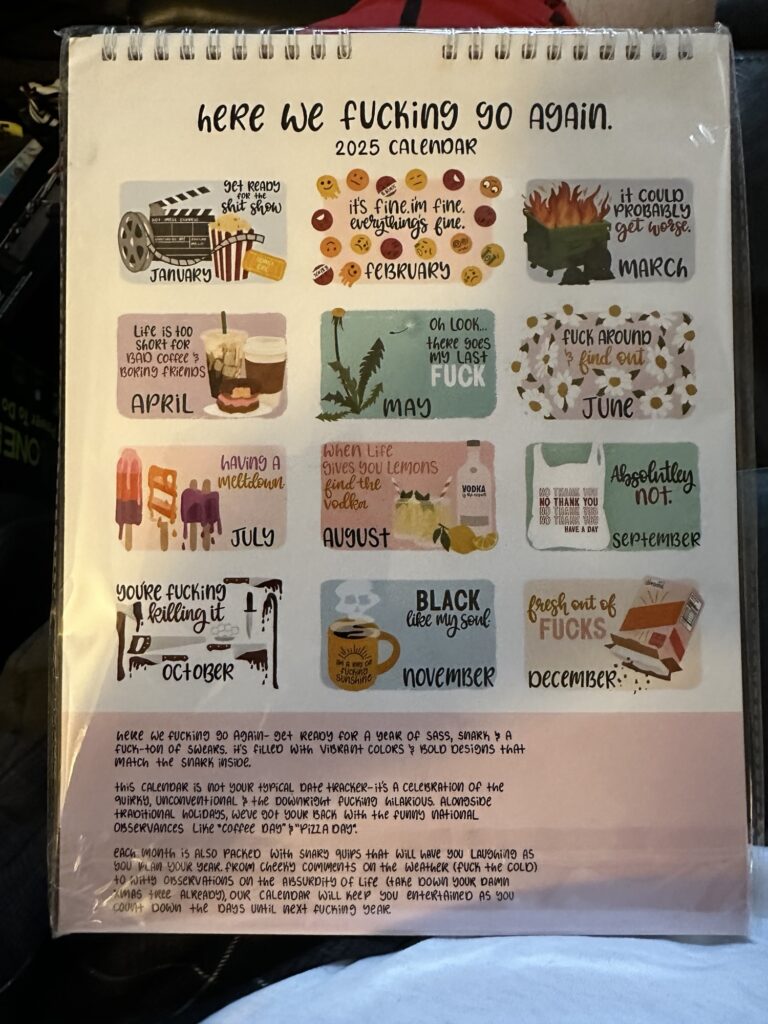 here we fucking go again.
2025 CALENDAR
get ready
for the
shit show
JANUARY
it's fine. i'm fine.
everything's fine.
february
it could
probably
get worse.
MARCH
Life is too
short for
bad coffee &
boring friends
APRIL
Oh look...
there goes
my last
FUCK
MAY
fuck around
& find out
JUNE
having a
meltdown
JULY
When life
gives you lemons
find the
vodka
VODKA
AUGUST
NO THANK YOU
NO THANK YOU
NO THANK YOU
NO THANK YOU
HAVE A DAY
Absolutley
not.
SEPTEMBER
you're fucking
killing it
OCTOBER
I'm a ray of
fucking
sunshine
BLACK
like my soul
NOVEMBER
fresh out of
FUCKS
DECEMBER
here we fucking go again- get ready for a year of sass, snark & a
fuck-ton of swears. it's filled with vibrant colors & bold designs that
match the snark inside.
this calendar is not your typical date tracker-it's a celebration of the
quirky, unconventional & the downright fucking hilarious. alongside
traditional holidays, we've got your back with the funny national
observances like "coffee day" & "pizza day".
each month is also packed with snary quips that will have you laughing as
you plan your year. from cheeky comments on the weather (fuck the cold)
to witty observations on the absurdity of life (take down your damn
xmas tree already), our calendar will keep you entertained as you
count down the days until next fucking year